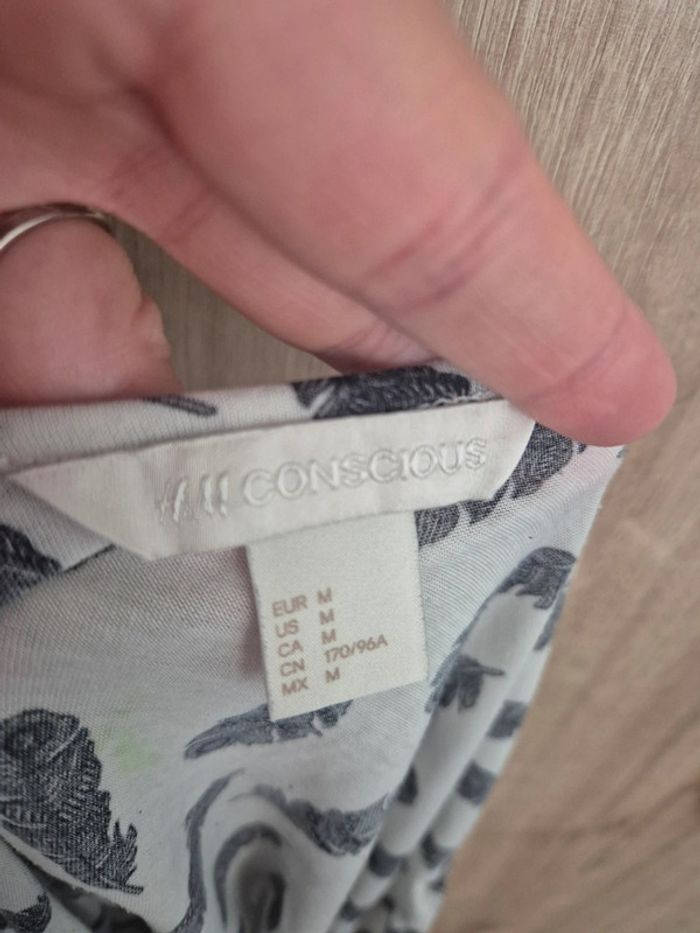 H&M CONSCIOUS
EUR M
US M
CA M
CN 170/96A
MX M